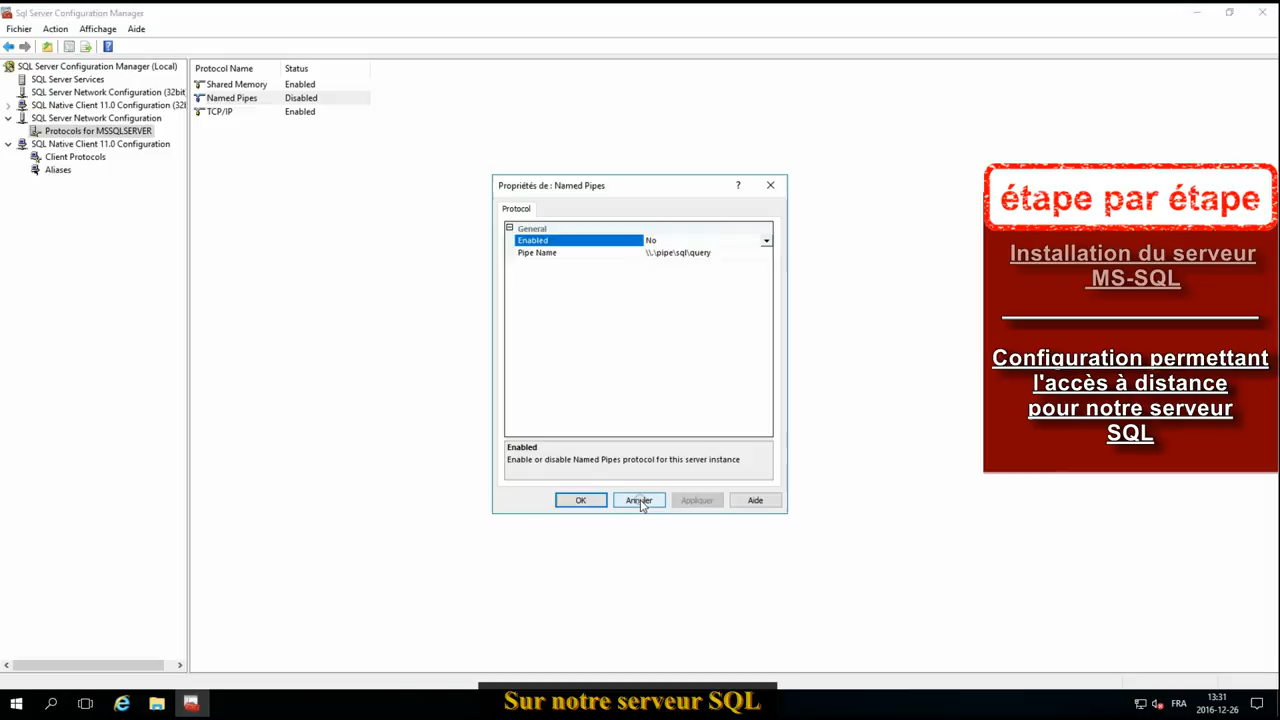 Sql Server Configuration Manager
Fichier Action Affichage Aide
SQL Server Configuration Manager (Local)
SQL Server Services
SQL Server Network Configuration (32bit
SQL Native Client 11.0 Configuration (32b
SQL Server Network Configuration
Protocols for MSSQLSERVER
SQL Native Client 11.0 Configuration
Client Protocols
Aliases
Protocol Name Status
Shared Memory Enabled
Named Pipes Disabled
TCP/IP Enabled
Propriétés de : Named Pipes
Protocol
General
Enabled No
Pipe Name \\.\pipe\sql\query
Enabled
Enable or disable Named Pipes protocol for this server instance
OK Annuler Appliquer Aide
étape par étape
Installation du serveur
MS-SQL
Configuration permettant
l'accès à distance
pour notre serveur
SQL
Sur notre serveur SQL
FRA
13:31
2016-12-26